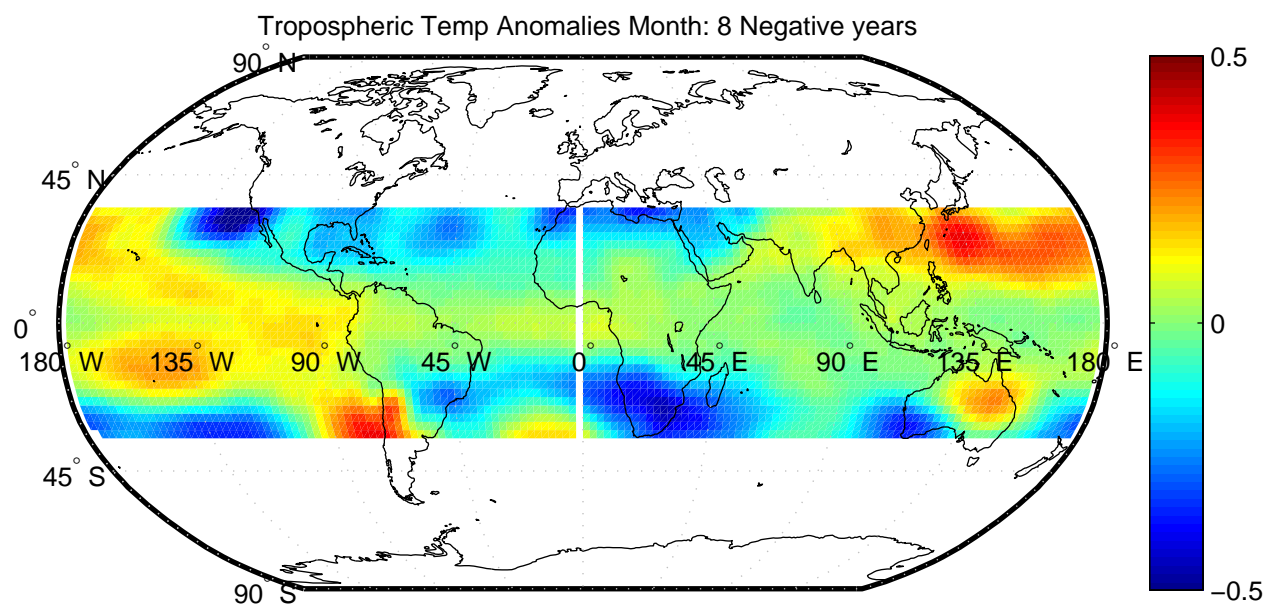 Tropospheric Temp Anomalies Month: 8 Negative years
90° N
0.5
45° N
0°
0
180° W 135° W 90° W 45° W 0° 45° E 90° E 135° E 180° E
45° S
90° S
−0.5